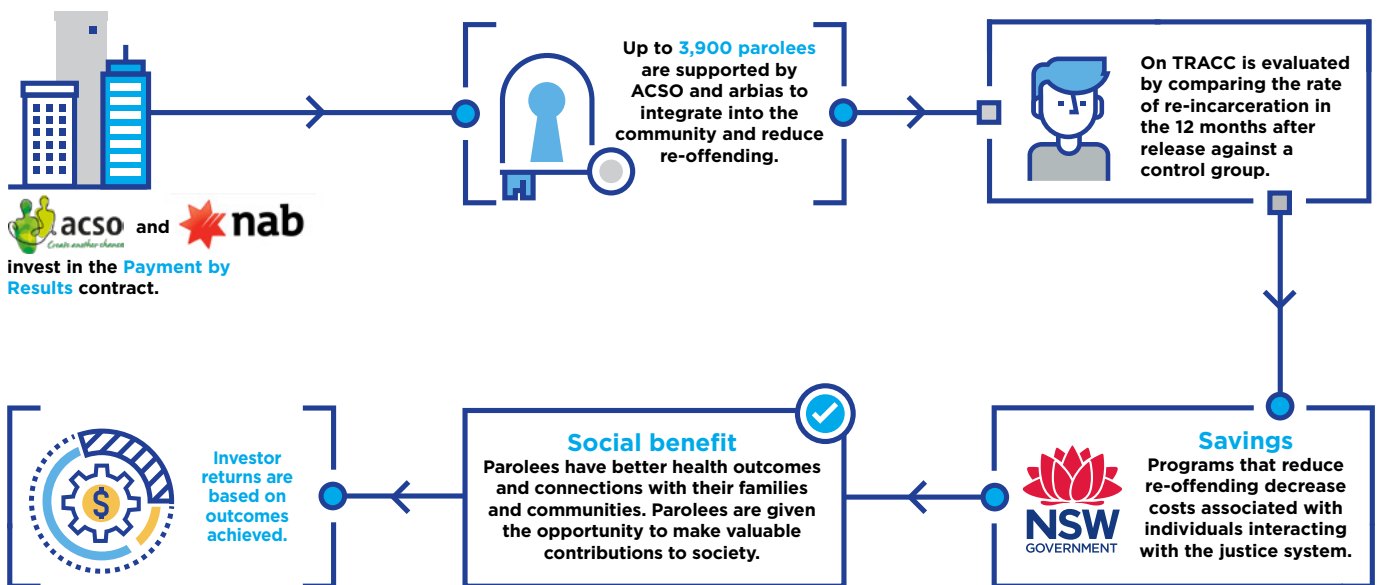 acso and nab
Create another chance
invest in the Payment by
Results contract.
Up to 3,900 parolees
are supported by
ACSO and arbias to
integrate into the
community and reduce
re-offending.
On TRACC is evaluated
by comparing the rate
of re-incarceration in
the 12 months after
release against a
control group.
Savings
Programs that reduce
re-offending decrease
costs associated with
individuals interacting
with the justice system.
NSW
GOVERNMENT
Social benefit
Parolees have better health outcomes
and connections with their families
and communities. Parolees are given
the opportunity to make valuable
contributions to society.
Investor
returns are
based on
outcomes
achieved.
$